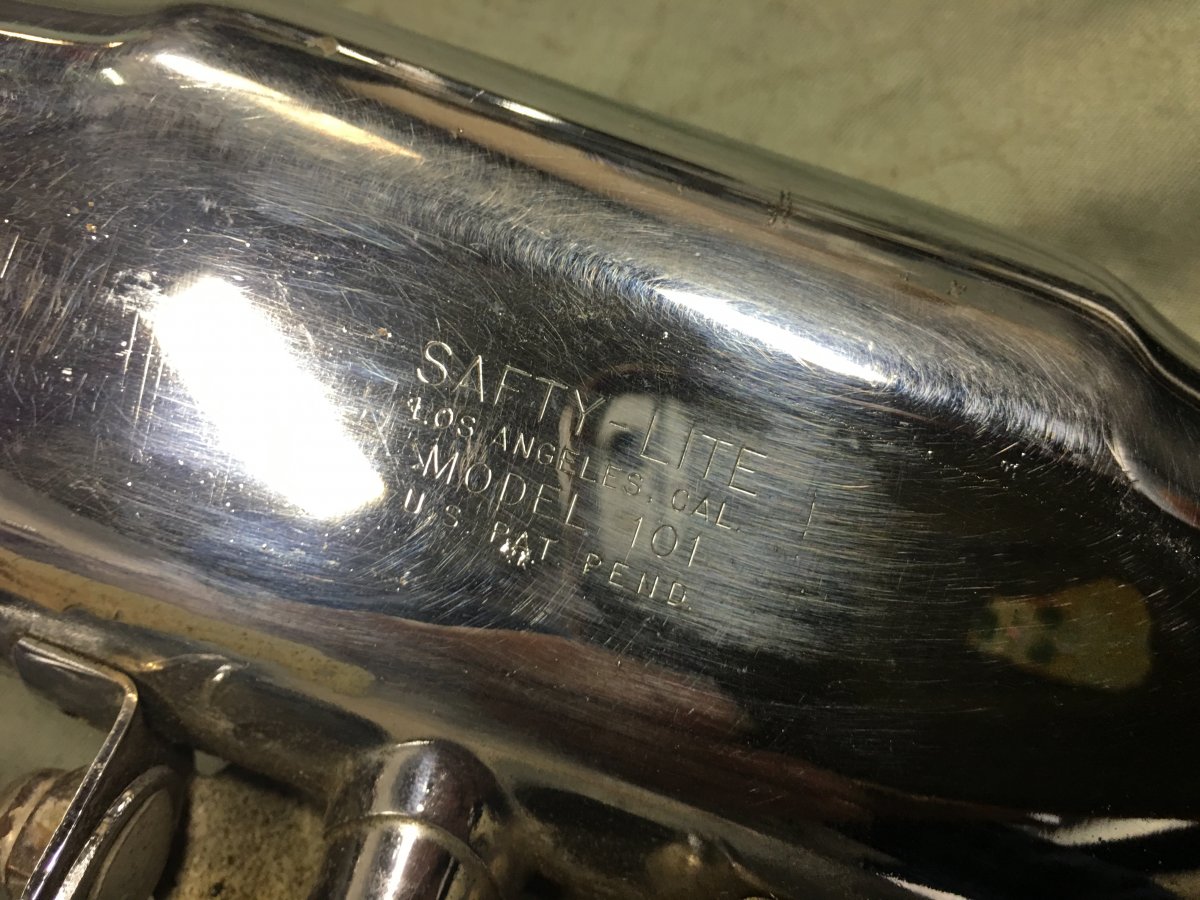 SAFTY-LITE
LOS ANGELES, CAL.
MODEL 101
U.S. PAT. PEND.